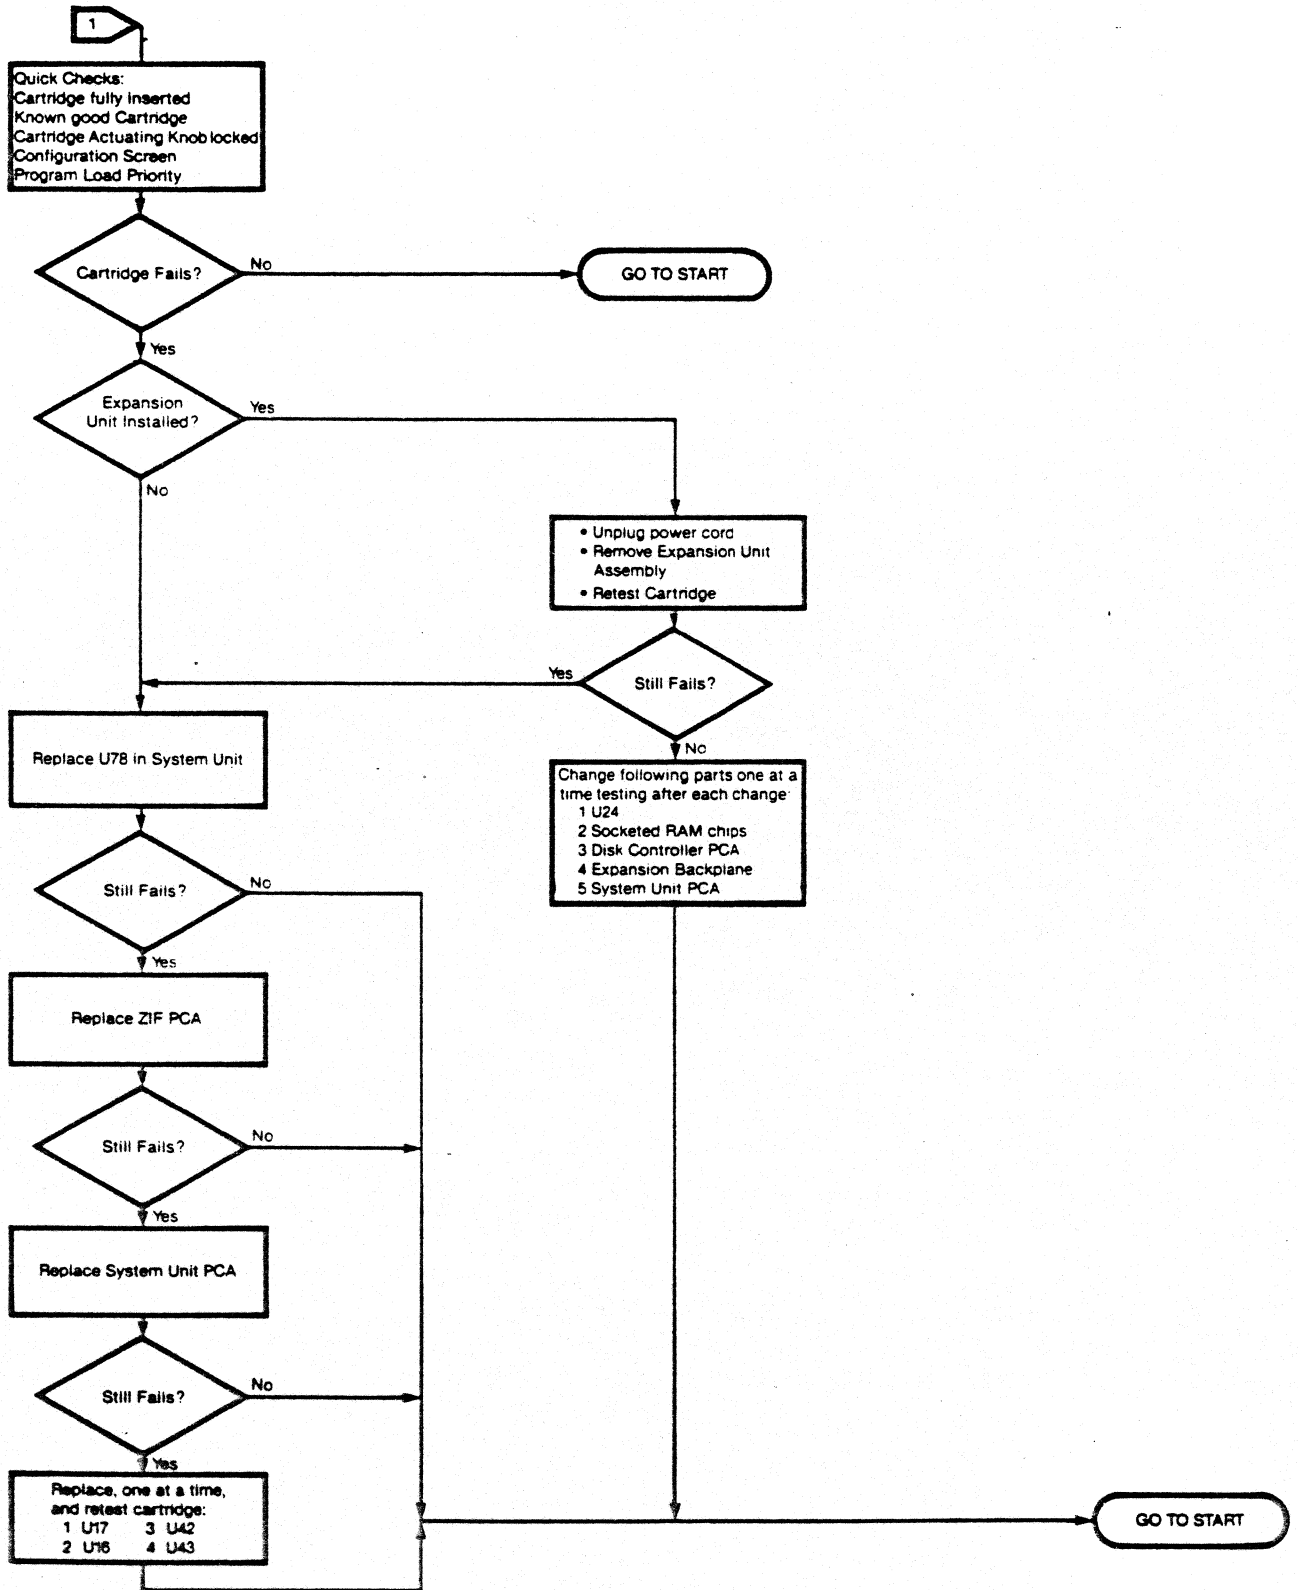 1
Quick Checks:
Cartridge fully inserted
Known good Cartridge
Cartridge Actuating Knob locked
Configuration Screen
Program Load Priority
Cartridge Fails?
No
GO TO START
Yes
Expansion
Unit Installed?
Yes
No
• Unplug power cord
• Remove Expansion Unit
Assembly
• Retest Cartridge
Still Fails?
Yes
No
Replace U78 in System Unit
Change following parts one at a
time testing after each change:
1 U24
2 Socketed RAM chips
3 Disk Controller PCA
4 Expansion Backplane
5 System Unit PCA
Still Fails?
No
Yes
Replace ZIF PCA
Still Fails?
No
Yes
Replace System Unit PCA
Still Fails?
No
Yes
Replace, one at a time,
and retest cartridge:
1 U17 3 U42
2 U16 4 U43
GO TO START